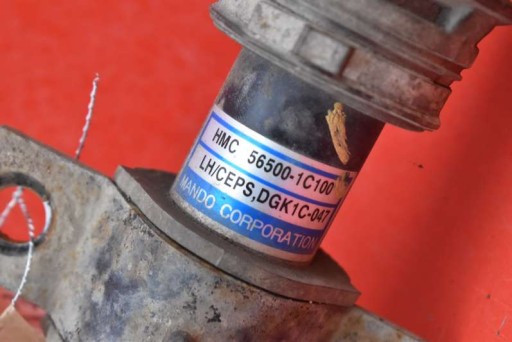 HMC 56500-1C100
LH/CEPS,DGK1C-047
MANDO CORPORATION